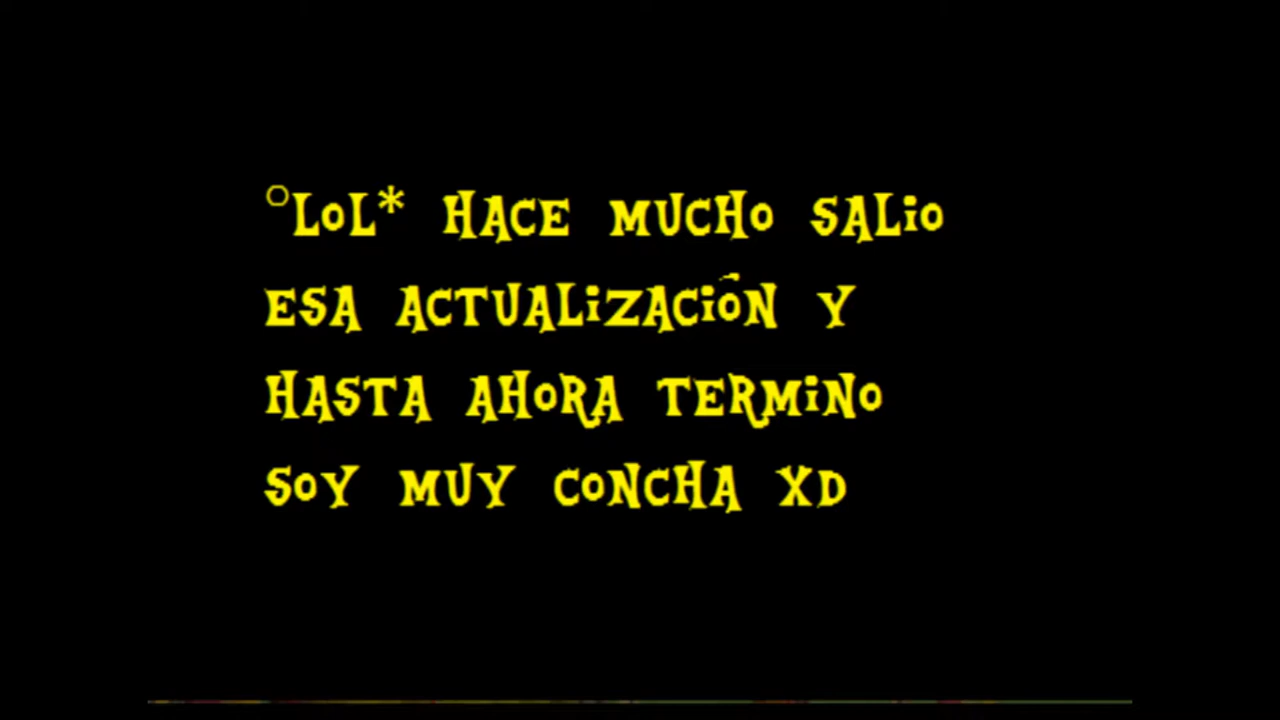 °LOL* HACE MUCHO SALIO
ESA ACTUALIZACIÓN Y
HASTA AHORA TERMINO
SOY MUY CONCHA XD